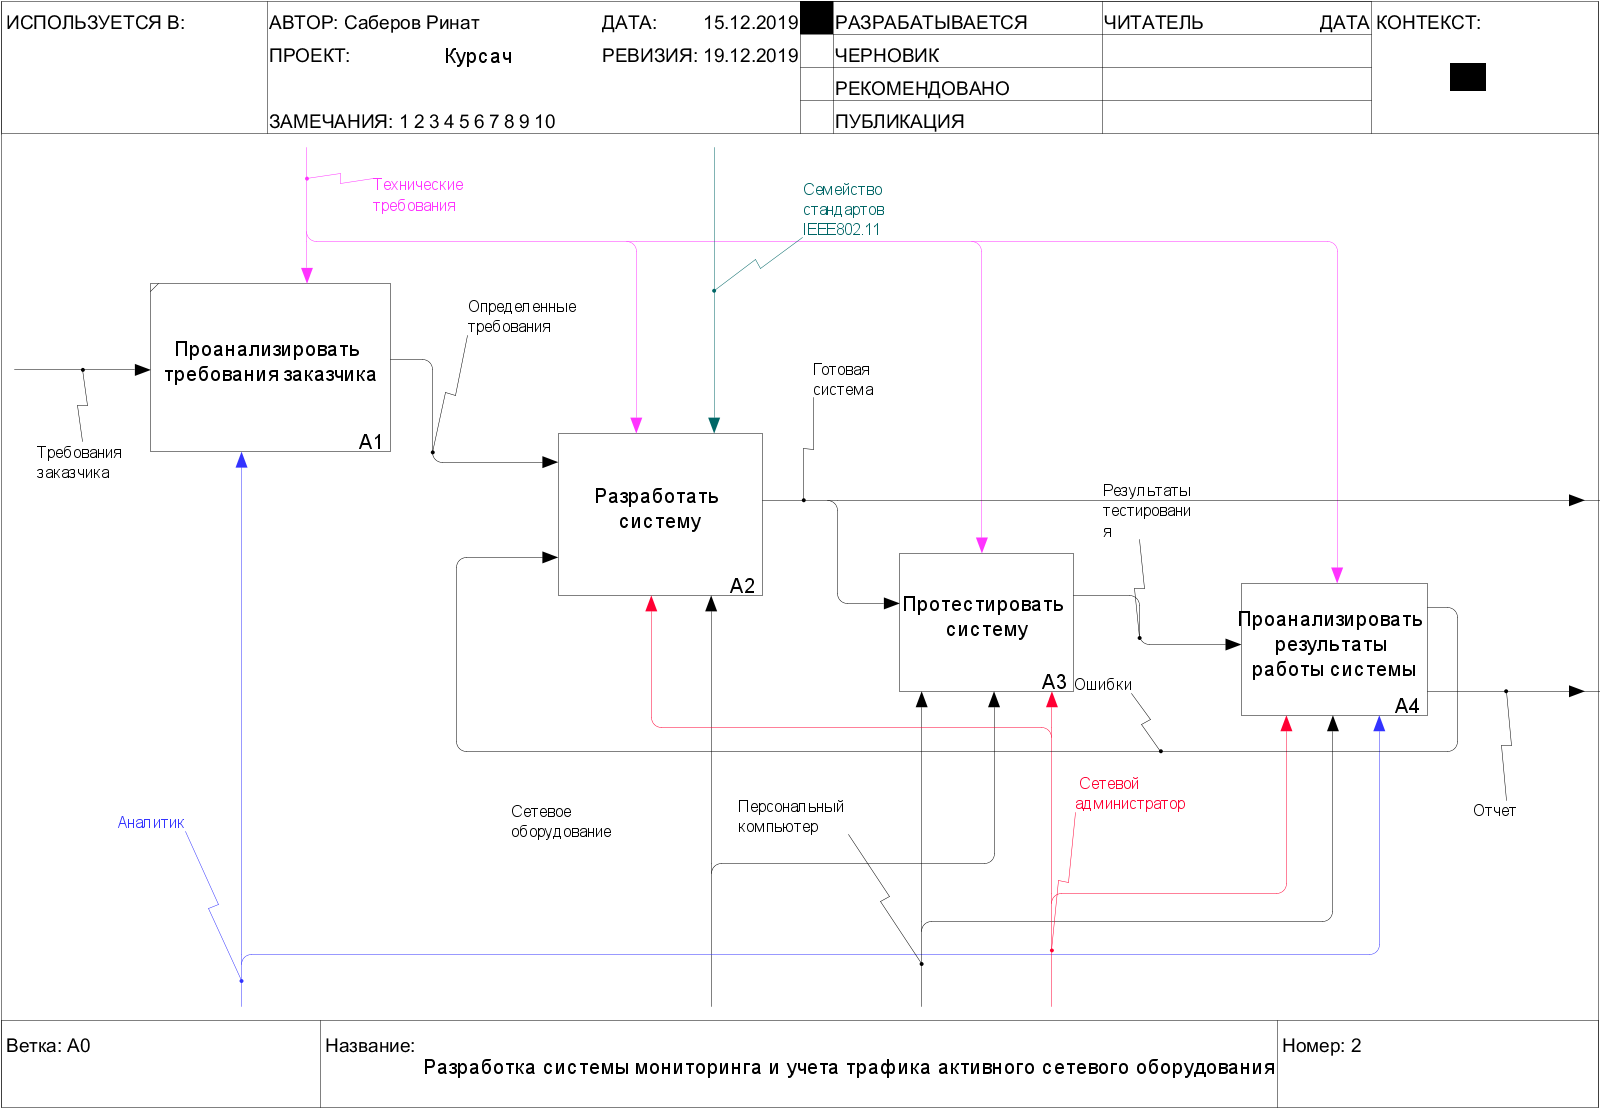 ИСПОЛЬЗУЕТСЯ В:
АВТОР: Саберов Ринат
ДАТА: 15.12.2019
ПРОЕКТ: Курсач
РЕВИЗИЯ: 19.12.2019
ЗАМЕЧАНИЯ: 1 2 3 4 5 6 7 8 9 10
РАЗРАБАТЫВАЕТСЯ
ЧЕРНОВИК
РЕКОМЕНДОВАНО
ПУБЛИКАЦИЯ
ЧИТАТЕЛЬ
ДАТА
КОНТЕКСТ:
Технические
требования
Семейство
стандартов
IEEE802.11
Проанализировать
требования заказчика
A1
Определенные
требования
Требования
заказчика
Готовая
система
Разработать
систему
A2
Результаты
тестировани
я
Протестировать
систему
A3
Проанализировать
результаты
работы системы
A4
Ошибки
Аналитик
Сетевое
оборудование
Персональный
компьютер
Сетевой
администратор
Отчет
Ветка: A0
Название:
Разработка системы мониторинга и учета трафика активного сетевого оборудования
Номер: 2